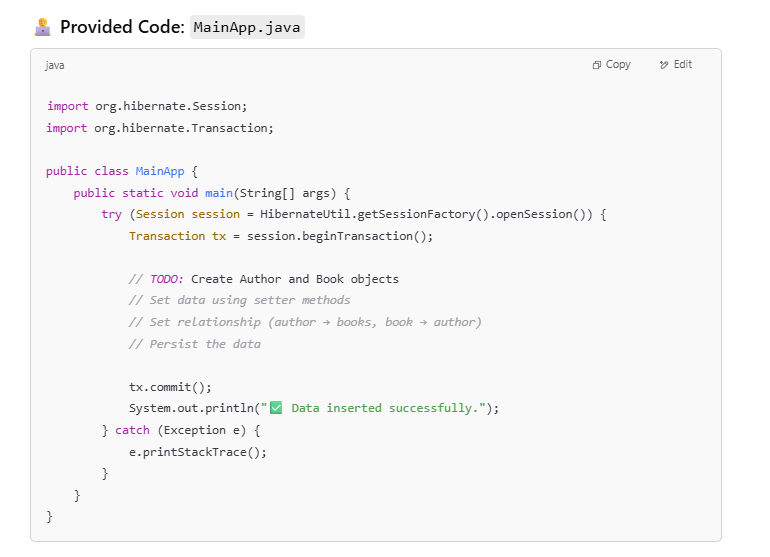 🧑‍💻 Provided Code: MainApp.java
java
Copy
Edit
import org.hibernate.Session;
import org.hibernate.Transaction;
public class MainApp {
    public static void main(String[] args) {
        try (Session session = HibernateUtil.getSessionFactory().openSession()) {
            Transaction tx = session.beginTransaction();
            // TODO: Create Author and Book objects
            // Set data using setter methods
            // Set relationship (author → books, book → author)
            // Persist the data
            tx.commit();
            System.out.println("✅ Data inserted successfully.");
        } catch (Exception e) {
            e.printStackTrace();
        }
    }
}